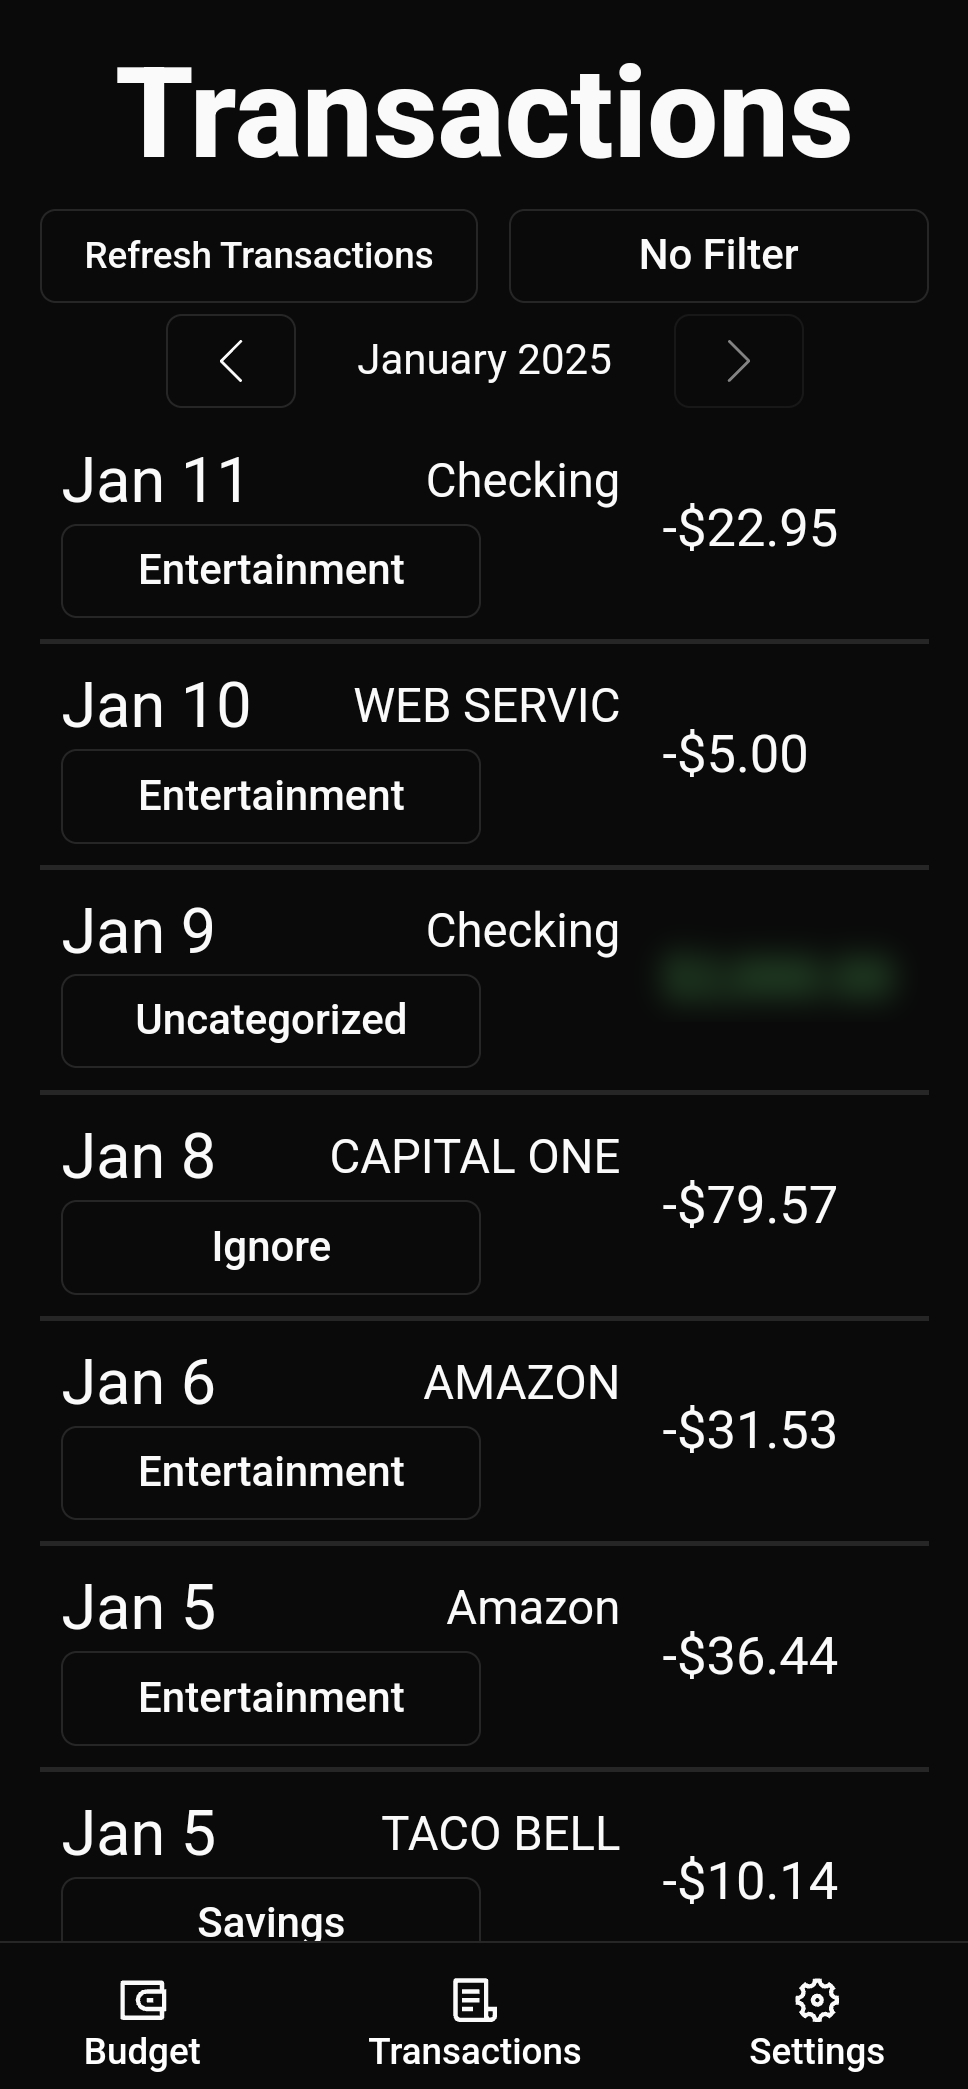 Transactions
Refresh Transactions
No Filter
January 2025
Jan 11
Checking
-$22.95
Entertainment
Jan 10
WEB SERVIC
-$5.00
Entertainment
Jan 9
Checking
Uncategorized
Jan 8
CAPITAL ONE
-$79.57
Ignore
Jan 6
AMAZON
-$31.53
Entertainment
Jan 5
Amazon
-$36.44
Entertainment
Jan 5
TACO BELL
-$10.14
Savings
Budget
Transactions
Settings